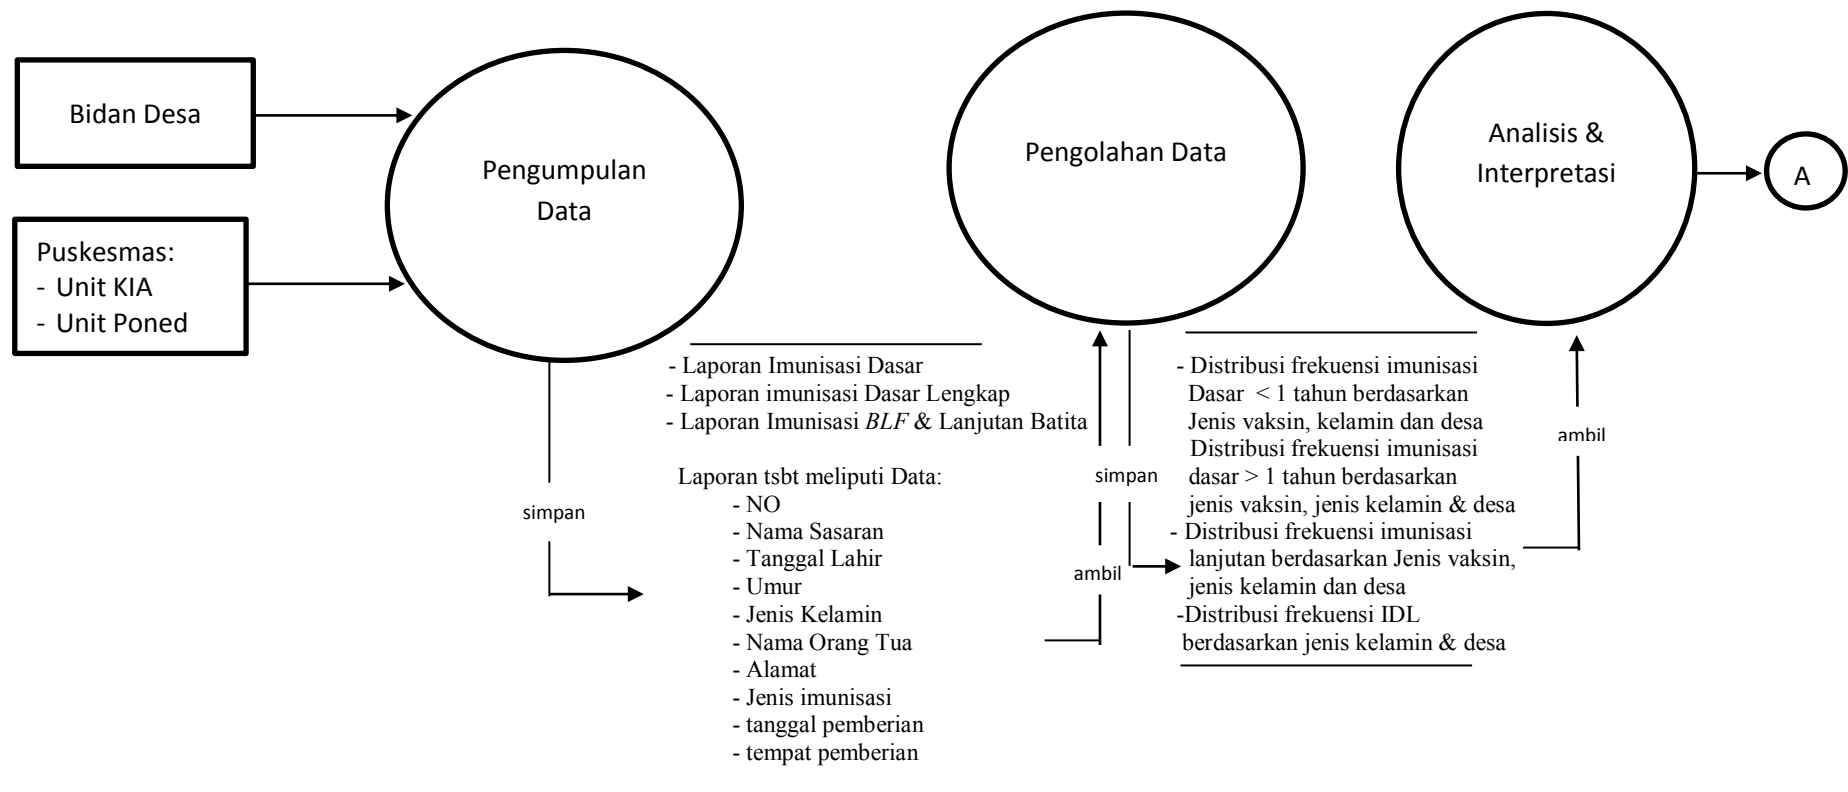 Bidan Desa
Puskesmas:
- Unit KIA
- Unit Poned
Pengumpulan
Data
simpan
- Laporan Imunisasi Dasar
- Laporan imunisasi Dasar Lengkap
- Laporan Imunisasi BLF & Lanjutan Batita
Laporan tsbt meliputi Data:
- NO
- Nama Sasaran
- Tanggal Lahir
- Umur
- Jenis Kelamin
- Nama Orang Tua
- Alamat
- Jenis imunisasi
- tanggal pemberian
- tempat pemberian
ambil
Pengolahan Data
simpan
- Distribusi frekuensi imunisasi
Dasar < 1 tahun berdasarkan
Jenis vaksin, kelamin dan desa
Distribusi frekuensi imunisasi
dasar > 1 tahun berdasarkan
jenis vaksin, jenis kelamin & desa
- Distribusi frekuensi imunisasi
lanjutan berdasarkan Jenis vaksin,
jenis kelamin dan desa
-Distribusi frekuensi IDL
berdasarkan jenis kelamin & desa
ambil
Analisis &
Interpretasi
A